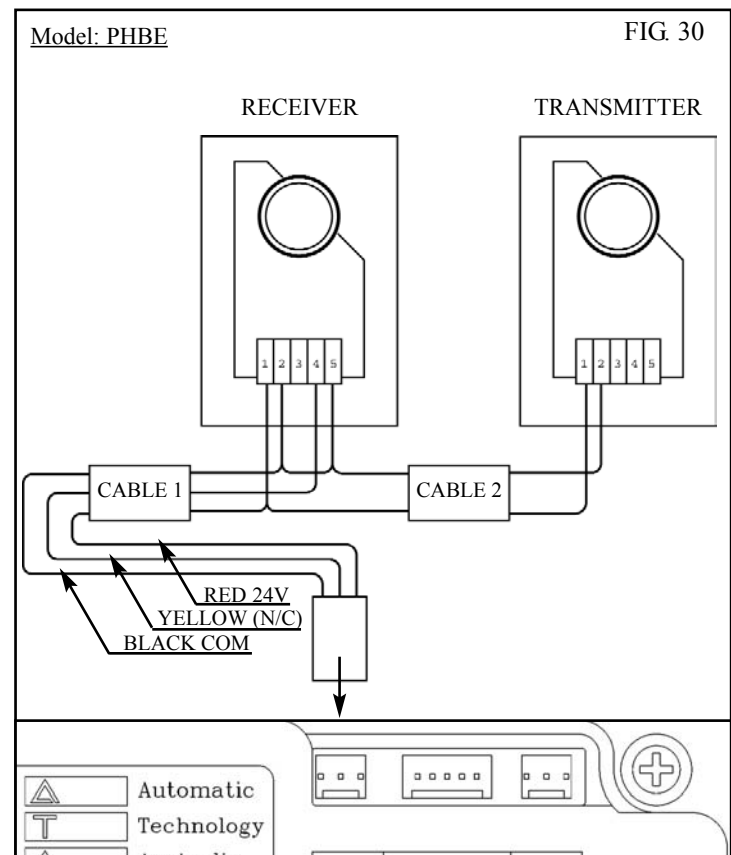 Model: PHBE
FIG. 30
RECEIVER
TRANSMITTER
1 2 3 4 5
1 2 3 4 5
CABLE 1
CABLE 2
RED 24V
YELLOW (N/C)
BLACK COM
Automatic
T Technology